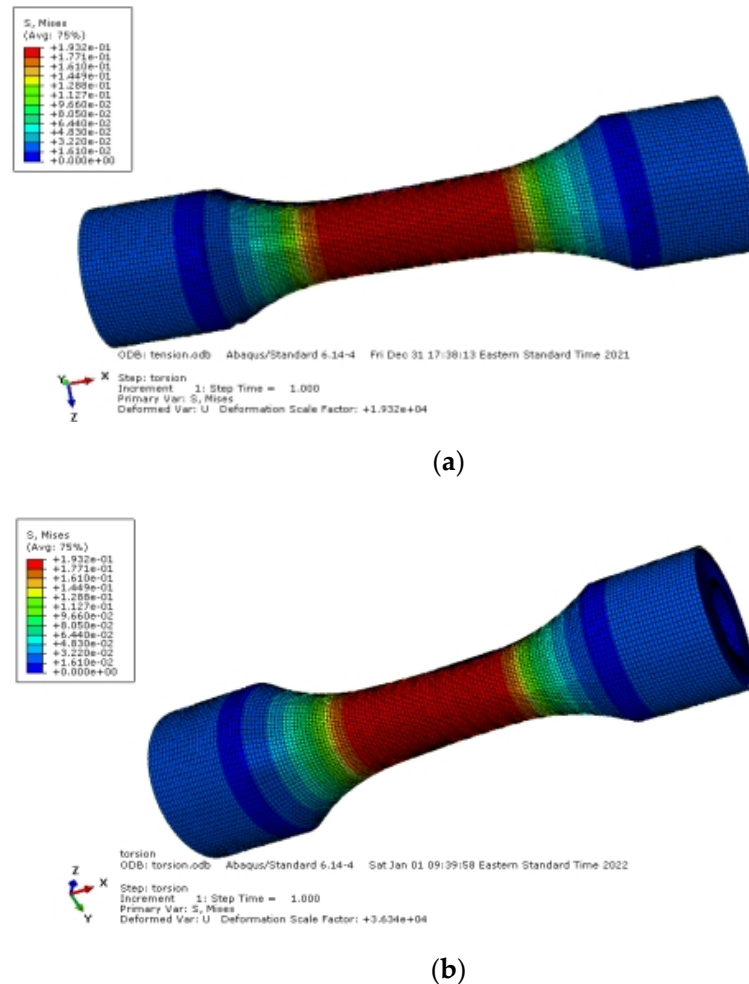 S, Mises
(Avg: 75%)
+1.932e-01
+1.771e-01
+1.610e-01
+1.449e-01
+1.288e-01
+1.127e-01
+9.660e-02
+8.050e-02
+6.440e-02
+4.830e-02
+3.220e-02
+1.610e-02
+0.000e+00
ODB: tension.odb Abaqus/Standard 6.14-4 Fri Dec 31 17:38:13 Eastern Standard Time 2021
Y
X
Z
Step: torsion
Increment 1: Step Time = 1.000
Primary Var: S, Mises
Deformed Var: U Deformation Scale Factor: +1.932e+04
(a)
S, Mises
(Avg: 75%)
+1.932e-01
+1.771e-01
+1.610e-01
+1.449e-01
+1.288e-01
+1.127e-01
+9.660e-02
+8.050e-02
+6.440e-02
+4.830e-02
+3.220e-02
+1.610e-02
+0.000e+00
torsion
ODB: torsion.odb Abaqus/Standard 6.14-4 Sat Jan 01 09:39:58 Eastern Standard Time 2022
Z
X
Y
Step: torsion
Increment 1: Step Time = 1.000
Primary Var: S, Mises
Deformed Var: U Deformation Scale Factor: +3.634e+04
(b)